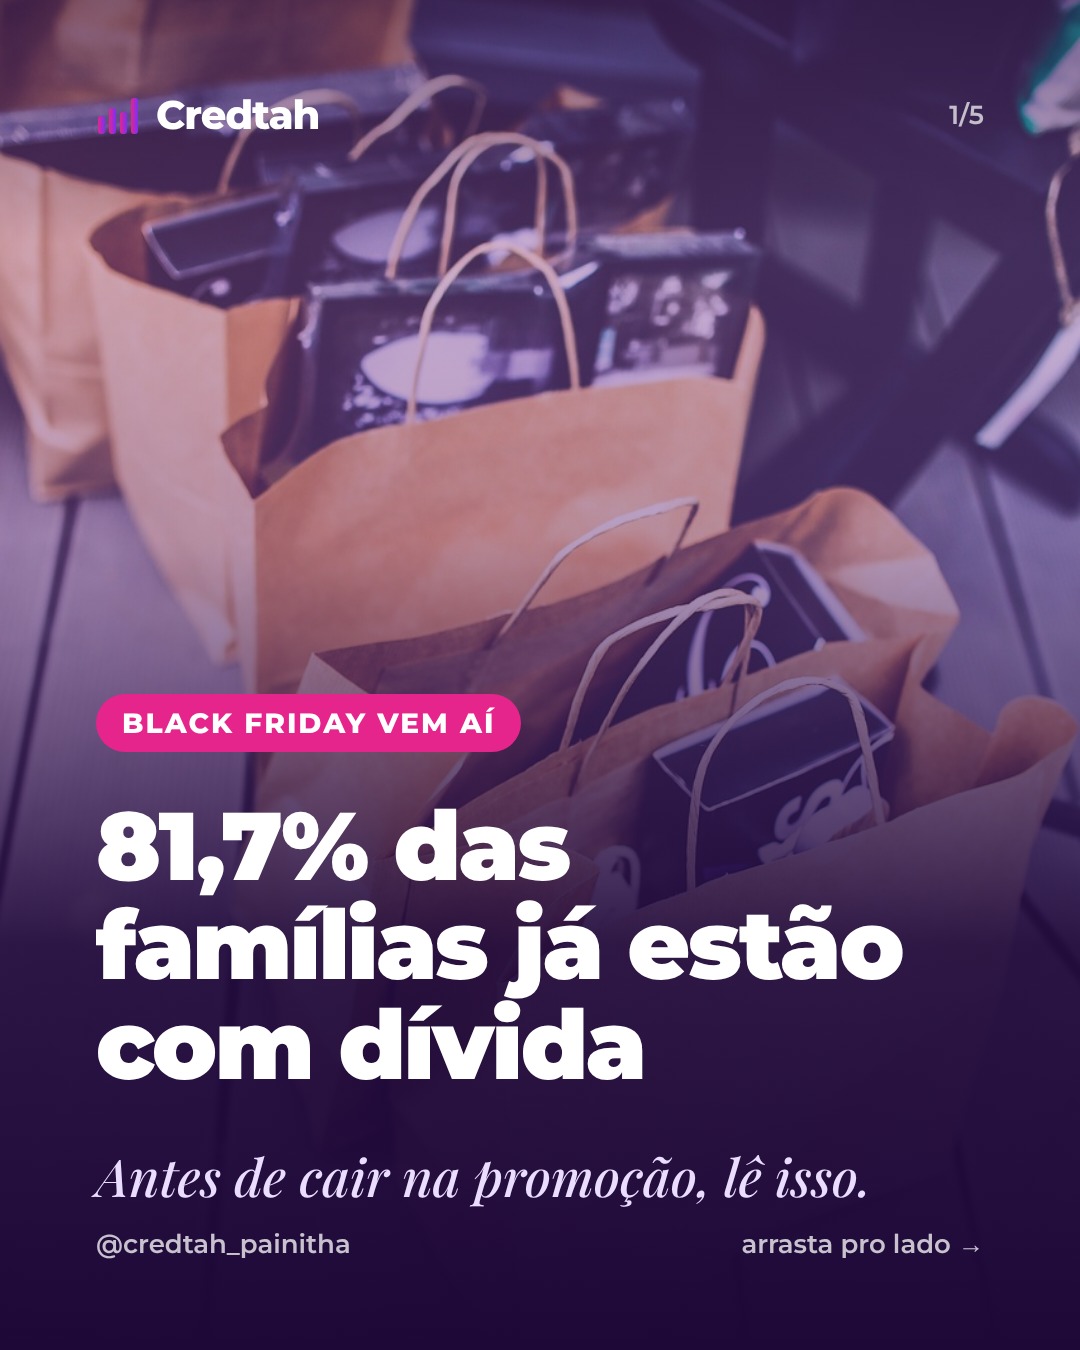 Credtah
1/5
BLACK FRIDAY VEM AÍ
81,7% das
famílias já estão
com dívida
Antes de cair na promoção, lê isso.
@credtah_painitha
arrasta pro lado →